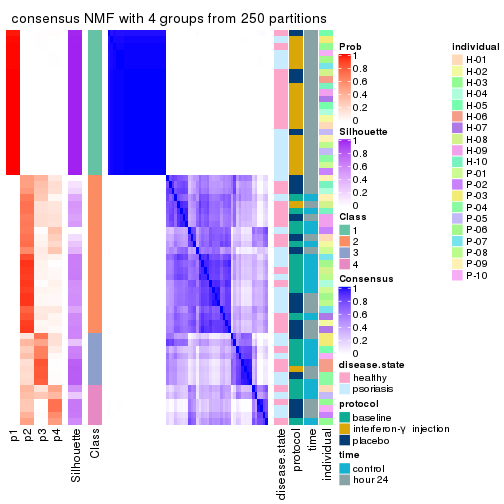 consensus NMF with 4 groups from 250 partitions
p1
p2
p3
p4
Silhouette
Class
disease.state
protocol
time
individual
Prob
1
0.8
0.6
0.4
0.2
0
Silhouette
1
0.8
0.6
0.4
0.2
0
Class
1
2
3
4
Consensus
1
0.8
0.6
0.4
0.2
0
disease.state
healthy
psoriasis
protocol
baseline
interferon-γ injection
placebo
time
control
hour 24
individual
H-01
H-02
H-03
H-04
H-05
H-06
H-07
H-08
H-09
H-10
P-01
P-02
P-03
P-04
P-05
P-06
P-07
P-08
P-09
P-10